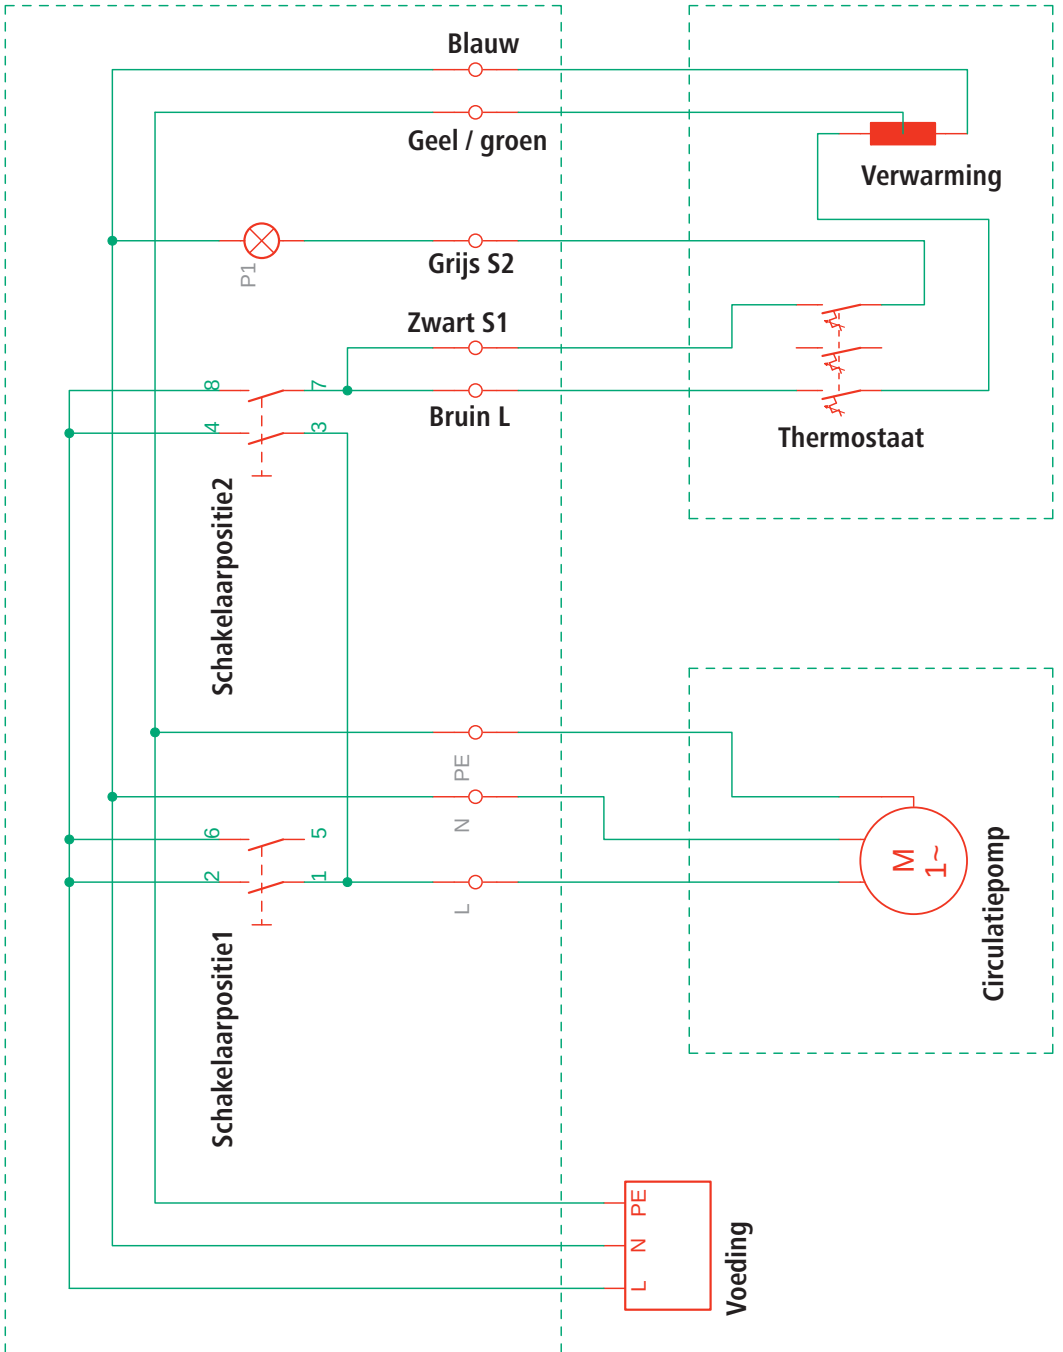 Blauw
Geel / groen
Verwarming
P1
Grijs S2
Zwart S1
8
7
Bruin L
4
3
Thermostaat
Schakelaarpositie2
PE
N
6
5
2
1
L
M
1~
Circulatiepomp
Schakelaarpositie1
PE
N
L
Voeding